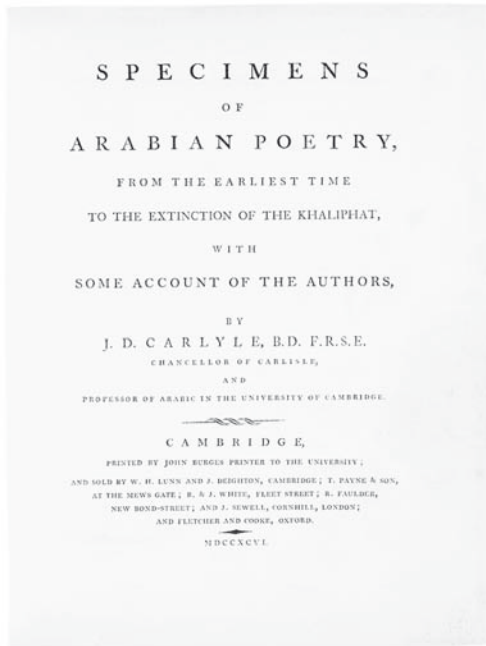 SPECIMENS
OF
ARABIAN POETRY,
FROM THE EARLIEST TIME
TO THE EXTINCTION OF THE KHALIPHAT,
WITH
SOME ACCOUNT OF THE AUTHORS,
BY
J. D. CARLYLE, B.D. F.R.S.E.
CHANCELLOR OF CARLISLE,
AND
PROFESSOR OF ARABIC IN THE UNIVERSITY OF CAMBRIDGE.
CAMBRIDGE,
PRINTED BY JOHN BURGES PRINTER TO THE UNIVERSITY;
AND SOLD BY W. H. LUNN AND J. DEIGHTON, CAMBRIDGE; T. PAYNE & SON,
AT THE MEWS GATE; B. & J. WHITE, FLEET STREET; R. FAULDER,
NEW BOND-STREET; AND J. SEWELL, CORNHILL, LONDON;
AND FLETCHER AND COOKE, OXFORD.
MDCCXCVI.